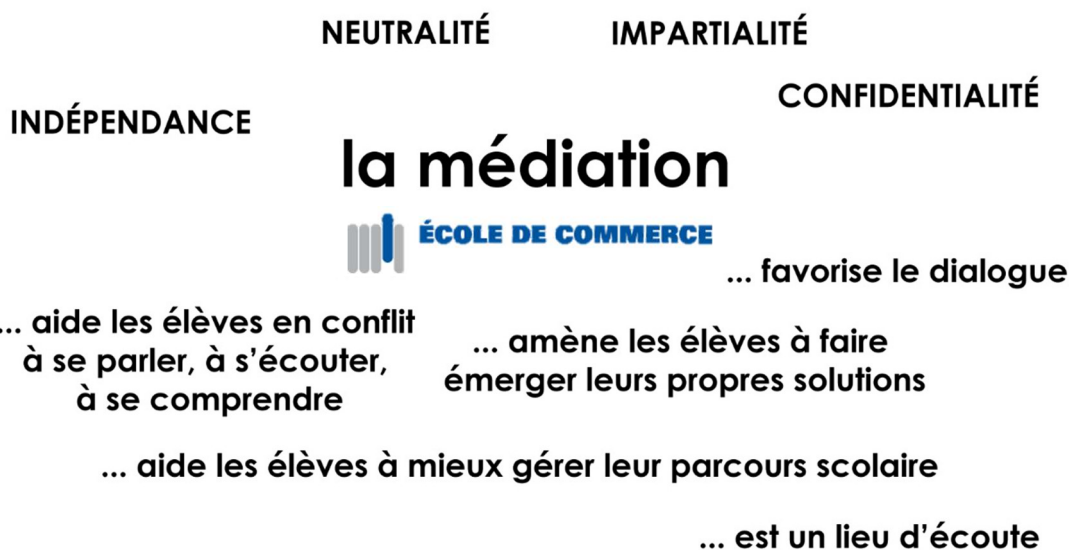 NEUTRALITÉ
IMPARTIALITÉ
CONFIDENTIALITÉ
INDÉPENDANCE
la médiation
ÉCOLE DE COMMERCE
... favorise le dialogue
... aide les élèves en conflit
à se parler, à s'écouter,
à se comprendre
... amène les élèves à faire
émerger leurs propres solutions
... aide les élèves à mieux gérer leur parcours scolaire
... est un lieu d'écoute